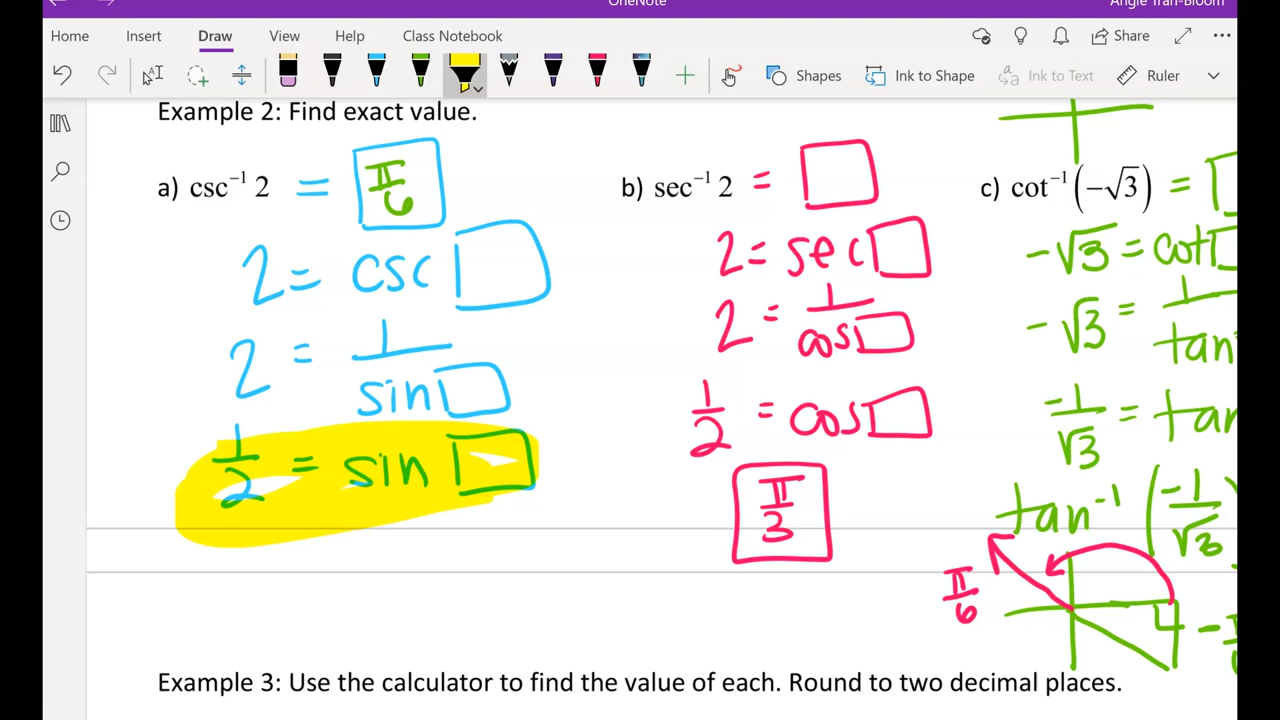 OneNote
Angie Tran-Bloom
Home Insert Draw View Help Class Notebook Share
Shapes Ink to Shape Ink to Text Ruler
Example 2: Find exact value.
a) csc⁻¹ 2 = π/6
2 = csc
2 = 1/sin
1/2 = sin
b) sec⁻¹ 2 =
2 = sec
2 = 1/cos
1/2 = cos
π/3
c) cot⁻¹(-√3) =
-√3 = cot
-√3 = 1/tan
-1/√3 = tan
tan⁻¹(-1/√3
π/6
Example 3: Use the calculator to find the value of each. Round to two decimal places.